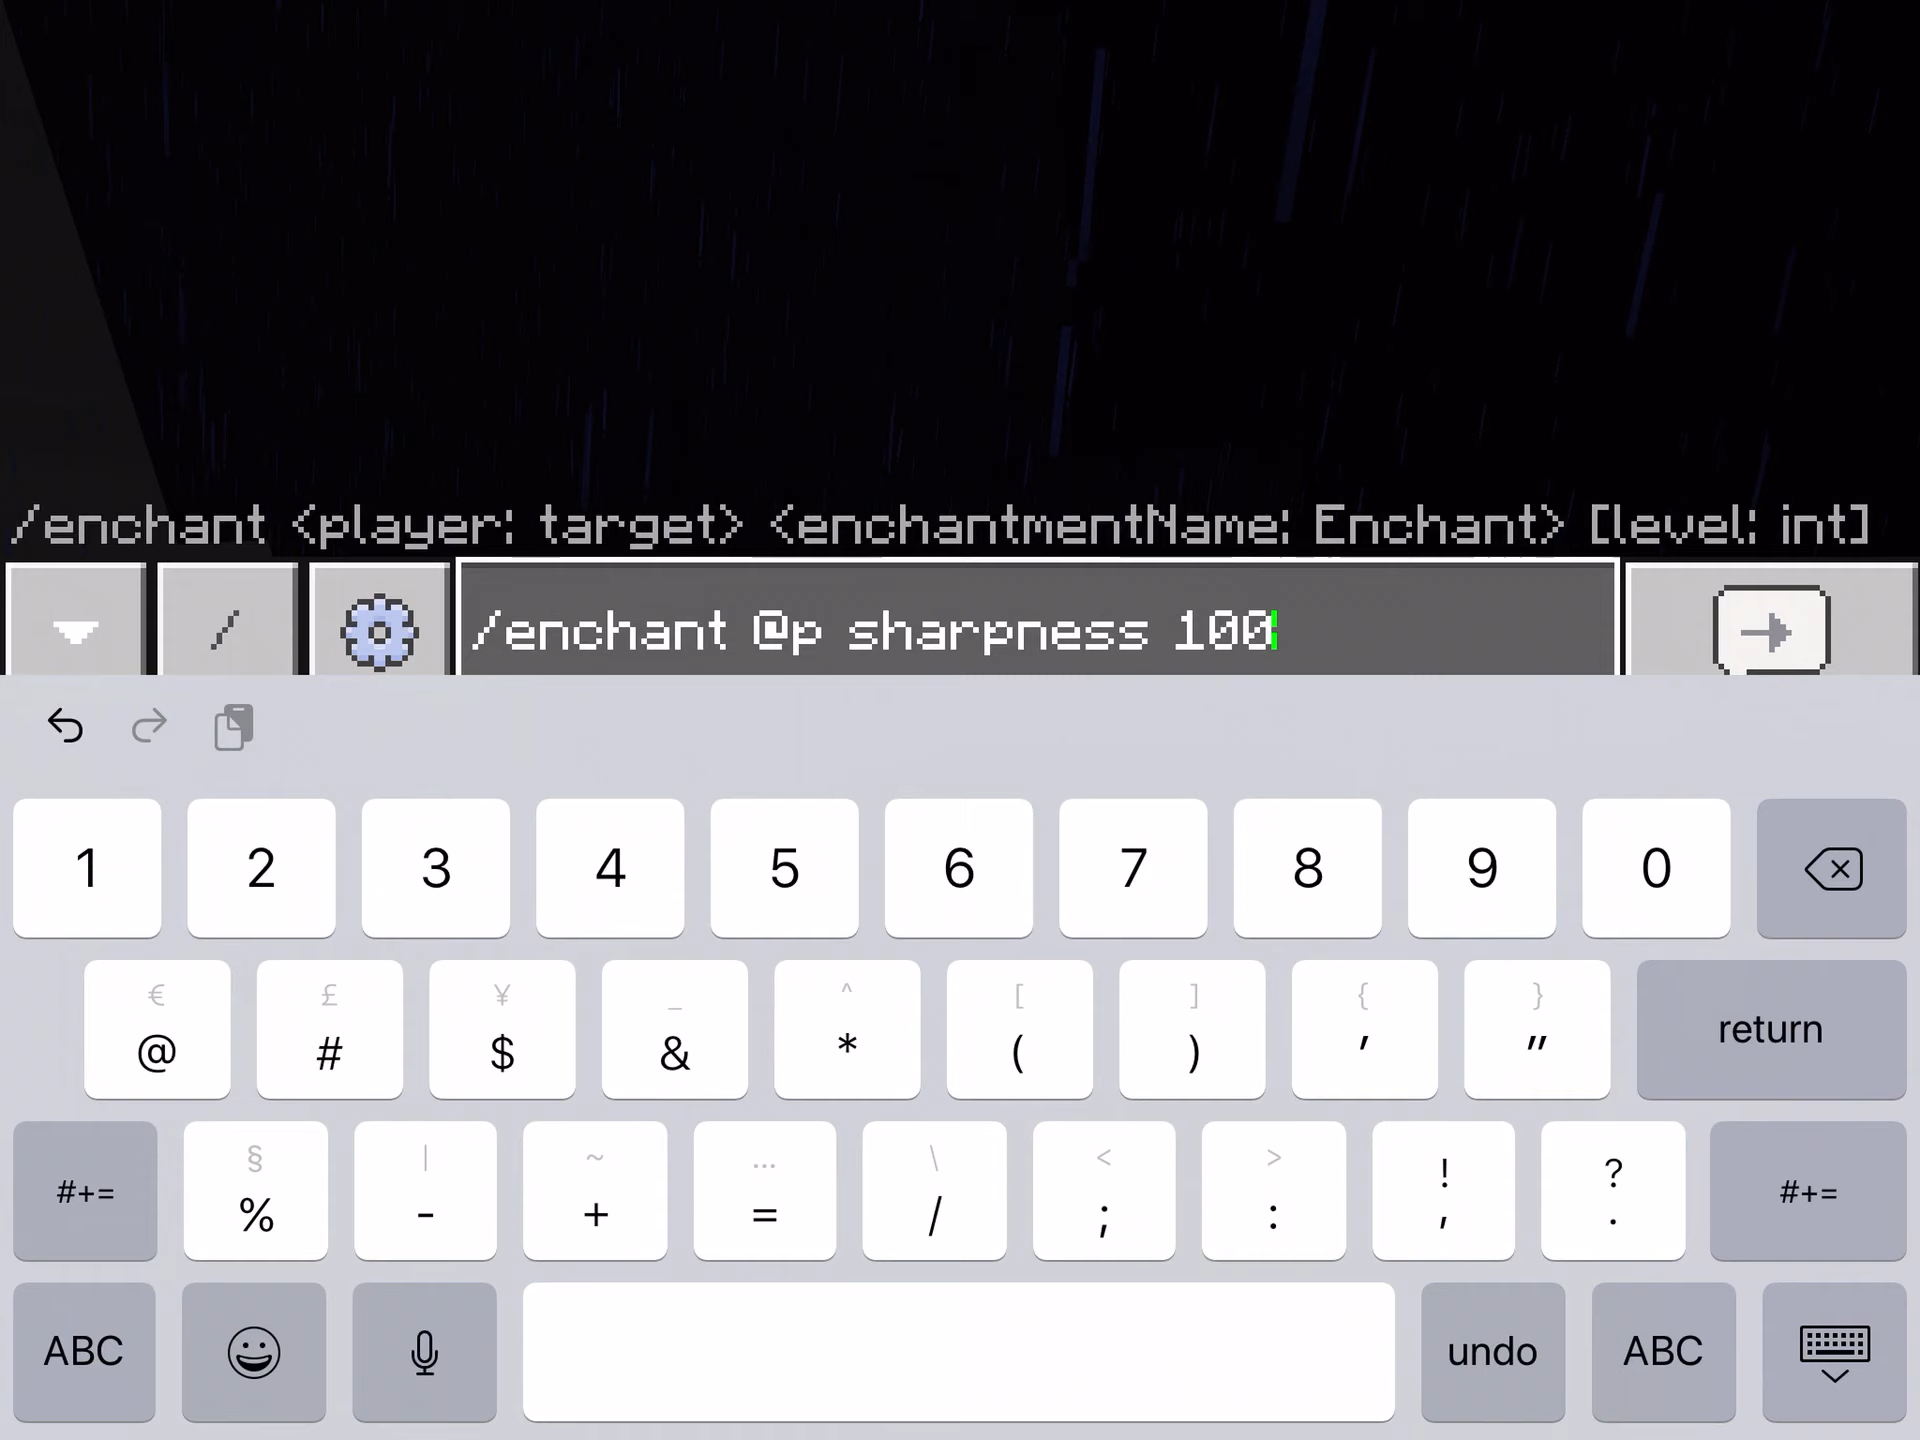 /enchant <player: target> <enchantmentName: Enchant> [level: int]
/
/enchant @p sharpness 100
1 2 3 4 5 6 7 8 9 0
€ £ ¥ _ ^ [ ] { }
@ # $ & * ( ) ' " return
§ | ~ … \ < > ! ?
#+= % - + = / ; : , . #+=
ABC undo ABC